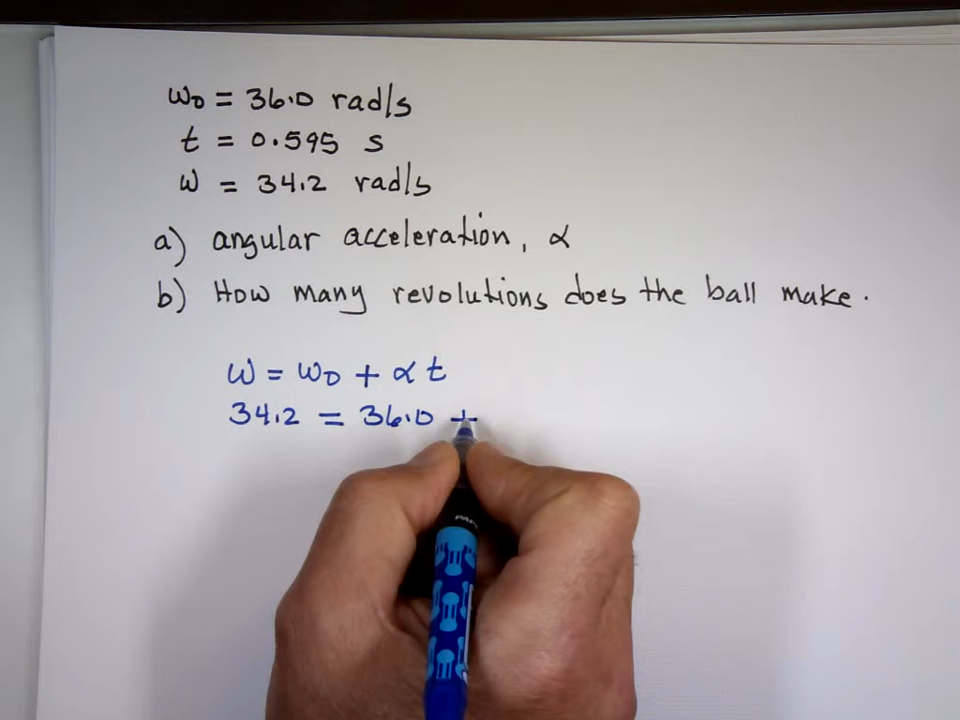 ω₀ = 36.0 rad/s
t = 0.595 s
ω = 34.2 rad/s
a) angular acceleration, α
b) How many revolutions does the ball make.
ω = ω₀ + α t
34.2 = 36.0 +